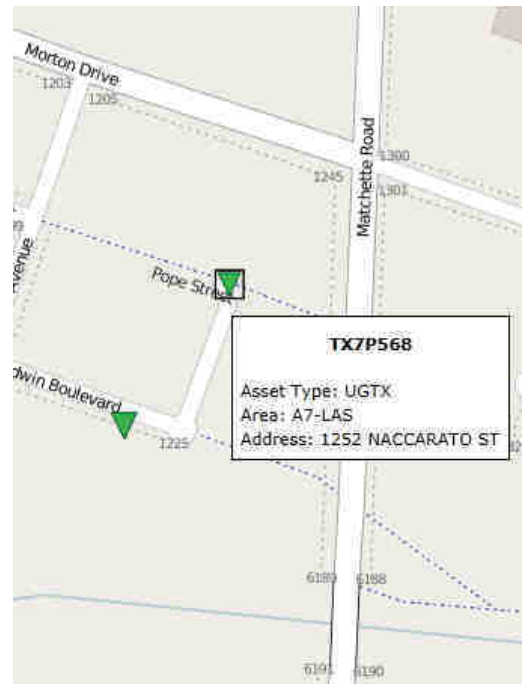 Morton Drive
1203
1205
1245
1300
1301
Matchette Road
Avenue
Pope Street
TX7P568
Asset Type: UGTX
Area: A7-LAS
Address: 1252 NACCARATO ST
dwin Boulevard
1225
6189
6188
6191
6190